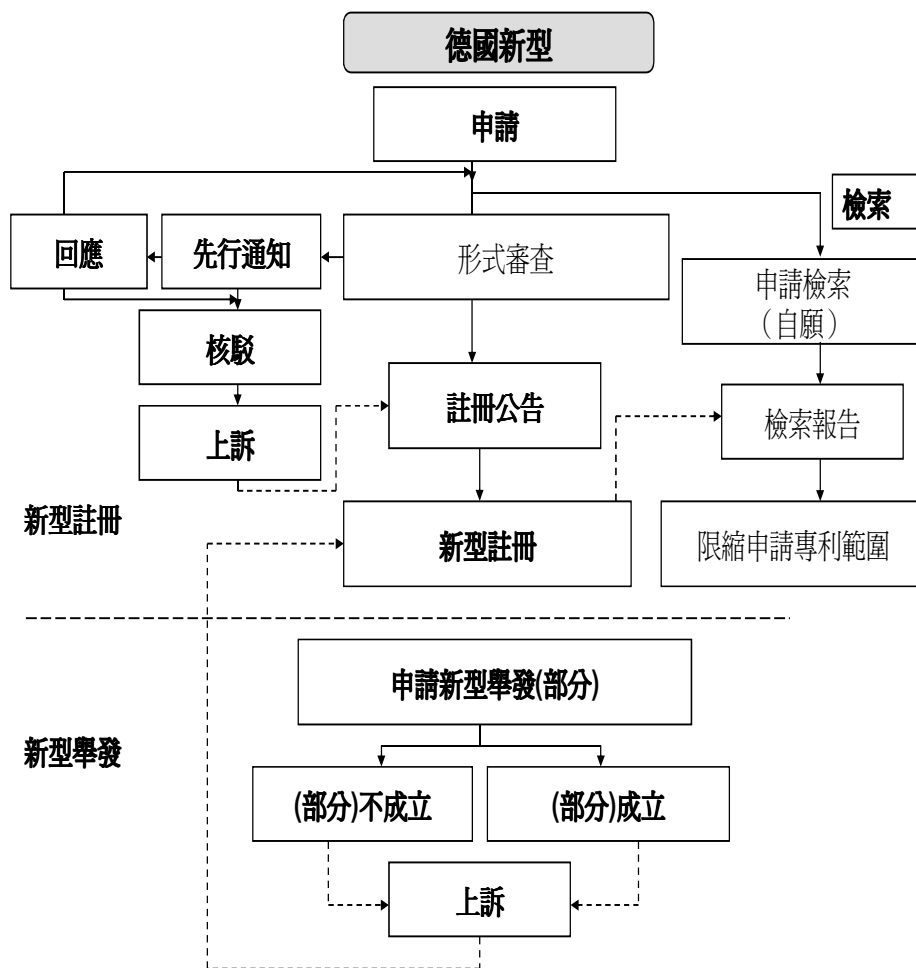 德國新型
申請
檢索
回應
先行通知
形式審查
申請檢索
（自願）
核駁
註冊公告
檢索報告
上訴
新型註冊
新型註冊
限縮申請專利範圍
申請新型舉發(部分)
新型舉發
(部分)不成立
(部分)成立
上訴